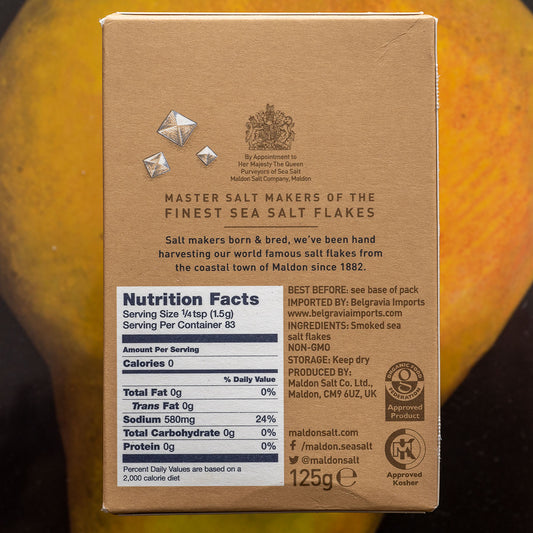 By Appointment to
Her Majesty The Queen
Purveyors of Sea Salt
Maldon Salt Company, Maldon
MASTER SALT MAKERS OF THE
FINEST SEA SALT FLAKES
Salt makers born & bred, we've been hand
harvesting our world famous salt flakes from
the coastal town of Maldon since 1882.
Nutrition Facts
Serving Size 1/4 tsp (1.5g)
Serving Per Container 83
Amount Per Serving
Calories 0
% Daily Value
Total Fat 0g 0%
Trans Fat 0g
Sodium 580mg 24%
Total Carbohydrate 0g 0%
Protein 0g 0%
Percent Daily Values are based on a
2,000 calorie diet
BEST BEFORE: see base of pack
IMPORTED BY: Belgravia Imports
www.belgraviaimports.com
INGREDIENTS: Smoked sea
salt flakes
NON-GMO
STORAGE: Keep dry
PRODUCED BY:
Maldon Salt Co. Ltd.,
Maldon, CM9 6UZ, UK
maldonsalt.com
/maldon.seasalt
@maldonsalt
125g℮
ORGANIC FOOD
FEDERATION
Approved
Product
Approved
Kosher